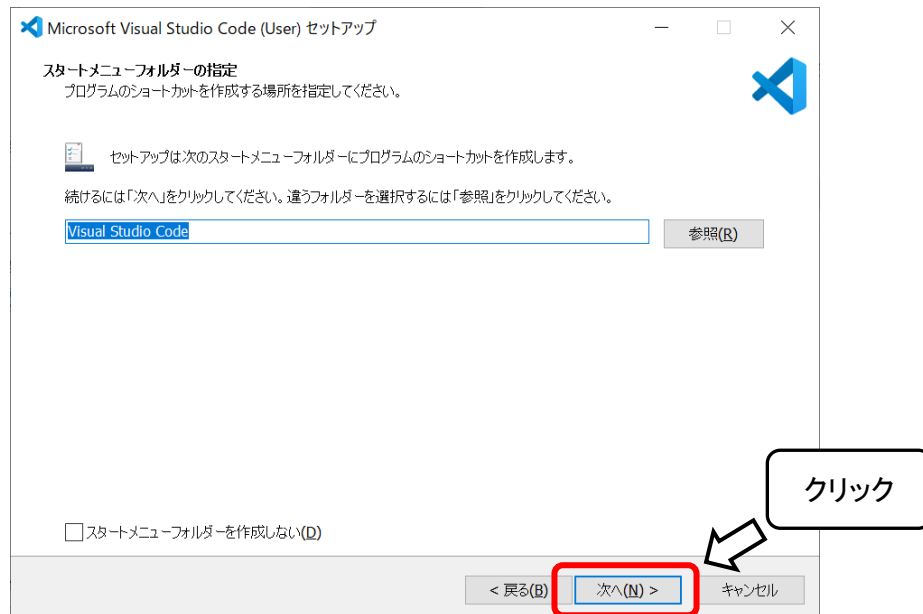 Microsoft Visual Studio Code (User) セットアップ
スタートメニューフォルダーの指定
プログラムのショートカットを作成する場所を指定してください。
セットアップは次のスタートメニューフォルダーにプログラムのショートカットを作成します。
続けるには「次へ」をクリックしてください。違うフォルダーを選択するには「参照」をクリックしてください。
Visual Studio Code
参照(R)
クリック
スタートメニューフォルダーを作成しない(D)
< 戻る(B)
次へ(N) >
キャンセル